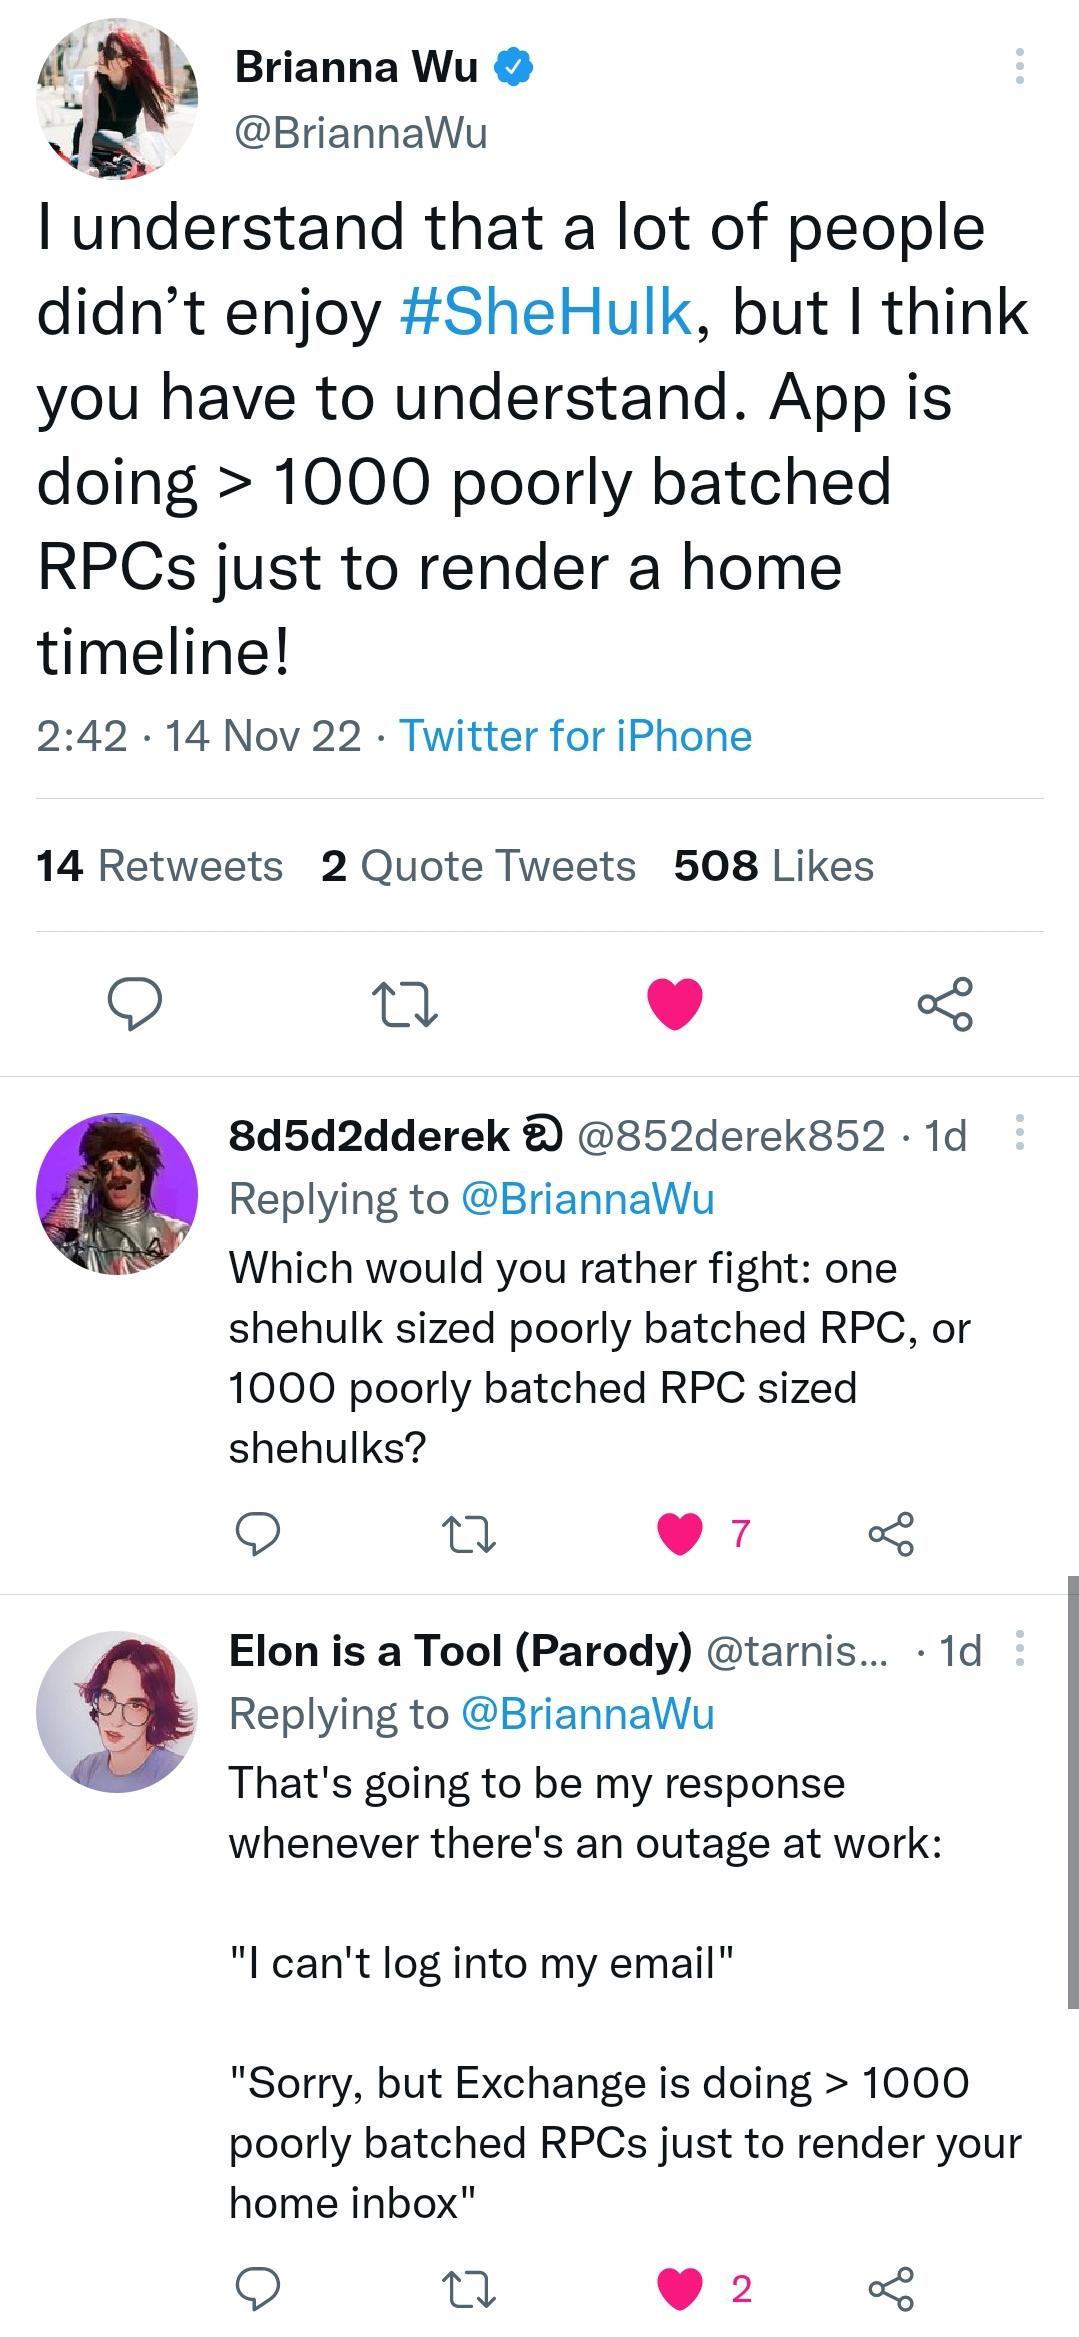 Brianna Wu
@BriannaWu
I understand that a lot of people
didn’t enjoy #SheHulk, but I think
you have to understand. App is
doing > 1000 poorly batched
RPCs just to render a home
timeline!
2:42 · 14 Nov 22 · Twitter for iPhone
14 Retweets 2 Quote Tweets 508 Likes
8d5d2dderek @852derek852 · 1d
Replying to @BriannaWu
Which would you rather fight: one
shehulk sized poorly batched RPC, or
1000 poorly batched RPC sized
shehulks?
7
Elon is a Tool (Parody) @tarnis... · 1d
Replying to @BriannaWu
That's going to be my response
whenever there's an outage at work:
"I can't log into my email"
"Sorry, but Exchange is doing > 1000
poorly batched RPCs just to render your
home inbox"
2